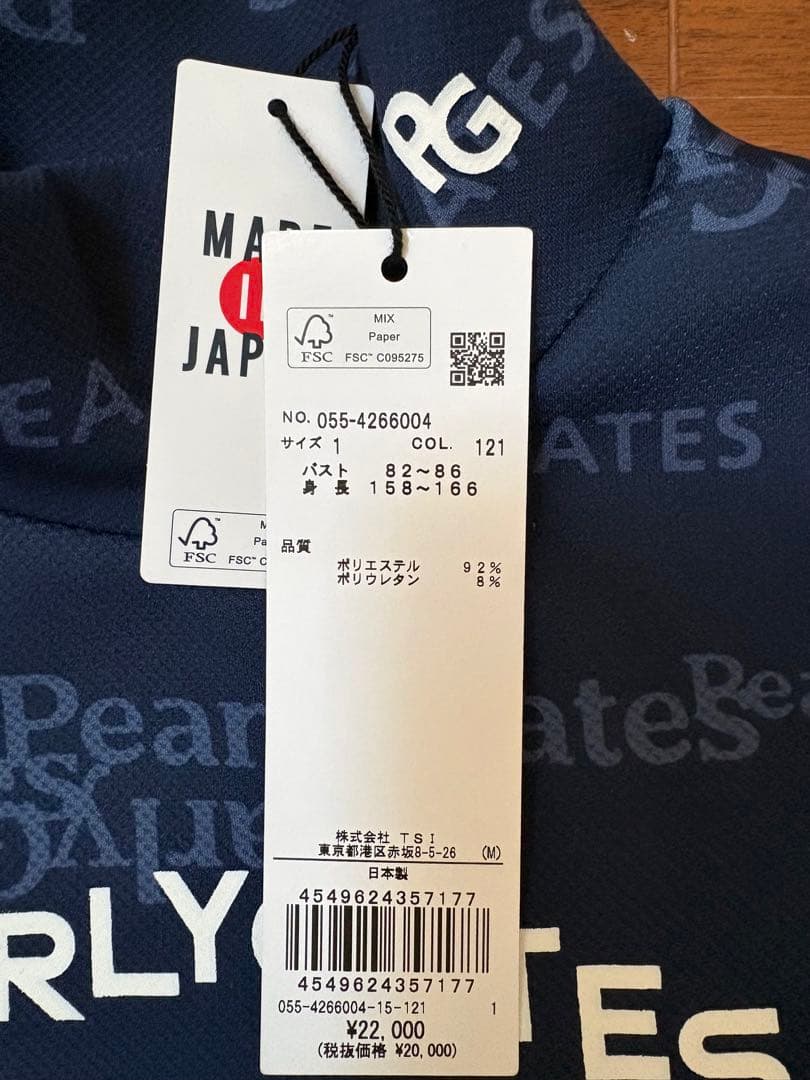 PG
MADE
JAP
FSC
FSC™ C
MIX
Paper
FSC™ C095275
FSC
NO. 055-4266004
サイズ 1 COL. 121
バスト 82～86
身長 158～166
品質
ポリエステル 92%
ポリウレタン 8%
株式会社 TSI
東京都港区赤坂8-5-26 (M)
日本製
4549624357177
4549624357177
055-4266004-15-121 1
¥22,000
(税抜価格 ¥20,000)
ATES
Pear ates
RLY TES